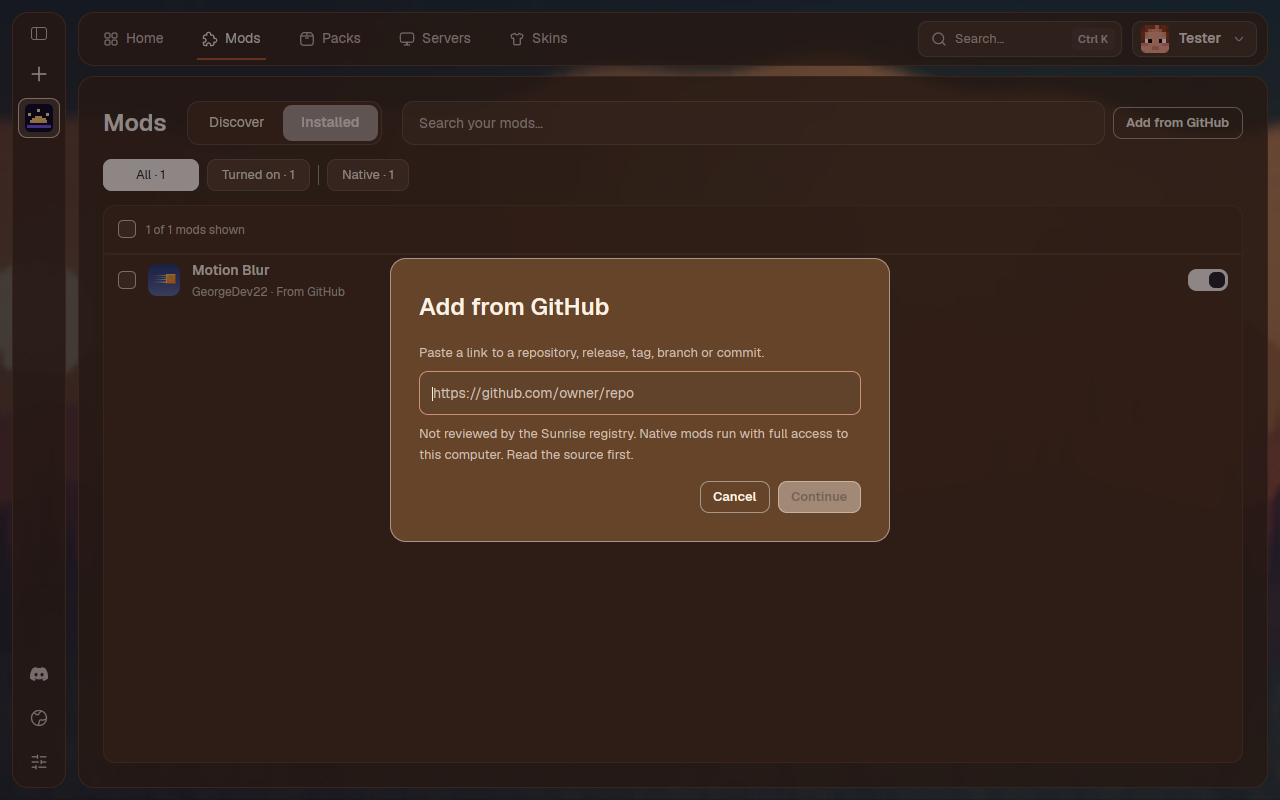 Home
Mods
Packs
Servers
Skins
Search...
Ctrl K
Tester
Mods
Discover
Installed
Search your mods...
Add from GitHub
All · 1
Turned on · 1
Native · 1
1 of 1 mods shown
Motion Blur
GeorgeDev22 · From GitHub
Add from GitHub
Paste a link to a repository, release, tag, branch or commit.
https://github.com/owner/repo
Not reviewed by the Sunrise registry. Native mods run with full access to
this computer. Read the source first.
Cancel
Continue